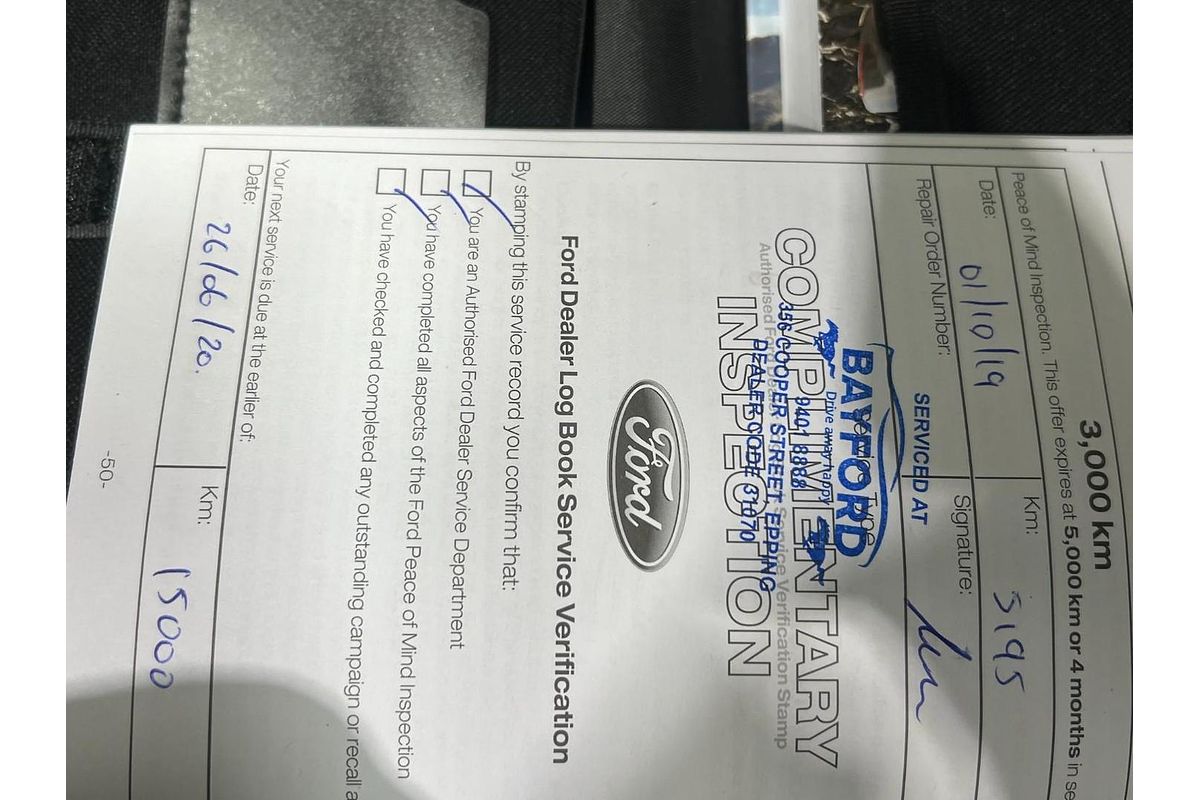 3,000 km
Peace of Mind Inspection. This offer expires at 5,000 km or 4 months in se
Date: 01/10/19 Km: 3195
Repair Order Number: Signature:
SERVICED AT
BAYFORD
Drive away happy
COMPLIMENTARY
9401 8888
Service Verification Stamp
Authorised F
356 COOPER STREET, EPPING
DEALER CODE 31070
INSPECTION
Ford
Ford Dealer Log Book Service Verification
By stamping this service record you confirm that:
You are an Authorised Ford Dealer Service Department
You have completed all aspects of the Ford Peace of Mind Inspection
You have checked and completed any outstanding campaign or recall a
Your next service is due at the earlier of:
Date: 26/06/20. Km: 15000
-50-